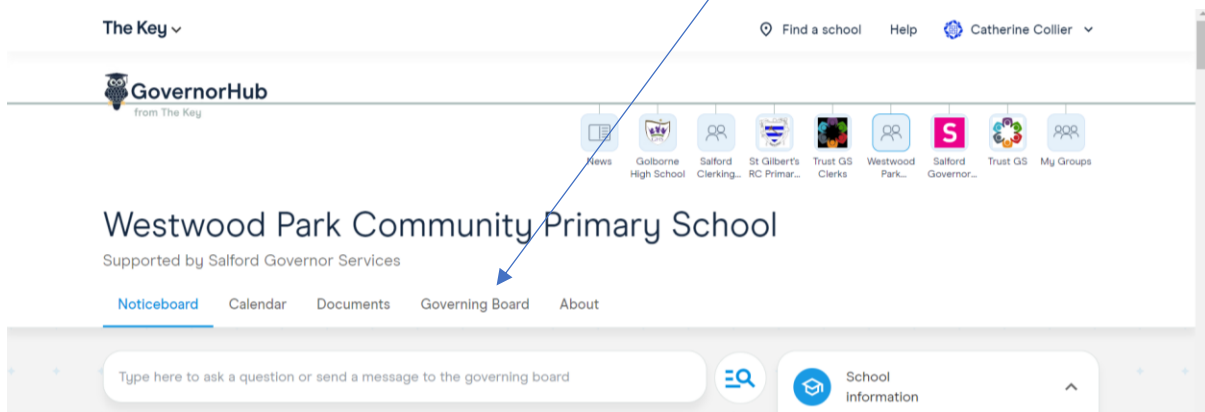 The Key
Find a school Help Catherine Collier
GovernorHub
from The Key
News
Golborne
High School
Salford
Clerking...
St Gilbert's
RC Primar...
Trust GS
Clerks
Westwood
Park...
S
Salford
Governor...
Trust GS
My Groups
Westwood Park Community Primary School
Supported by Salford Governor Services
Noticeboard Calendar Documents Governing Board About
Type here to ask a question or send a message to the governing board
School
information